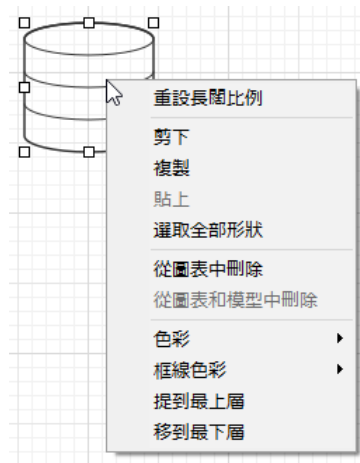 重設長闊比例
剪下
複製
貼上
選取全部形狀
從圖表中刪除
從圖表和模型中刪除
色彩
框線色彩
提到最上層
移到最下層